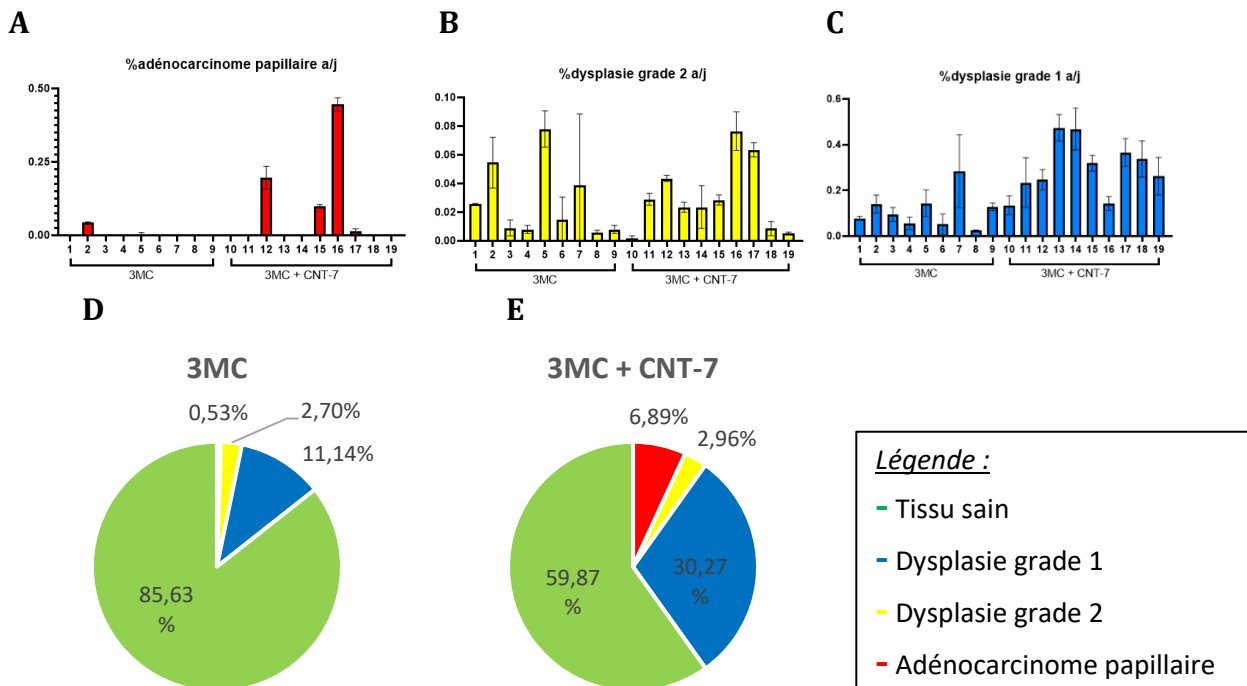 A
B
C
%adénocarcinome papillaire a/j
0.50
0.25
0.00
1 2 3 4 5 6 7 8 9 10 11 12 13 14 15 16 17 18 19
3MC
3MC + CNT-7
%dysplasie grade 2 a/j
0.10
0.08
0.06
0.04
0.02
0.00
1 2 3 4 5 6 7 8 9 10 11 12 13 14 15 16 17 18 19
3MC
3MC + CNT-7
%dysplasie grade 1 a/j
0.6
0.4
0.2
0.0
1 2 3 4 5 6 7 8 9 10 11 12 13 14 15 16 17 18 19
3MC
3MC + CNT-7
D
E
3MC
0,53%
2,70%
11,14%
85,63
%
3MC + CNT-7
6,89%
2,96%
30,27
%
59,87
%
Légende :
- Tissu sain
- Dysplasie grade 1
- Dysplasie grade 2
- Adénocarcinome papillaire